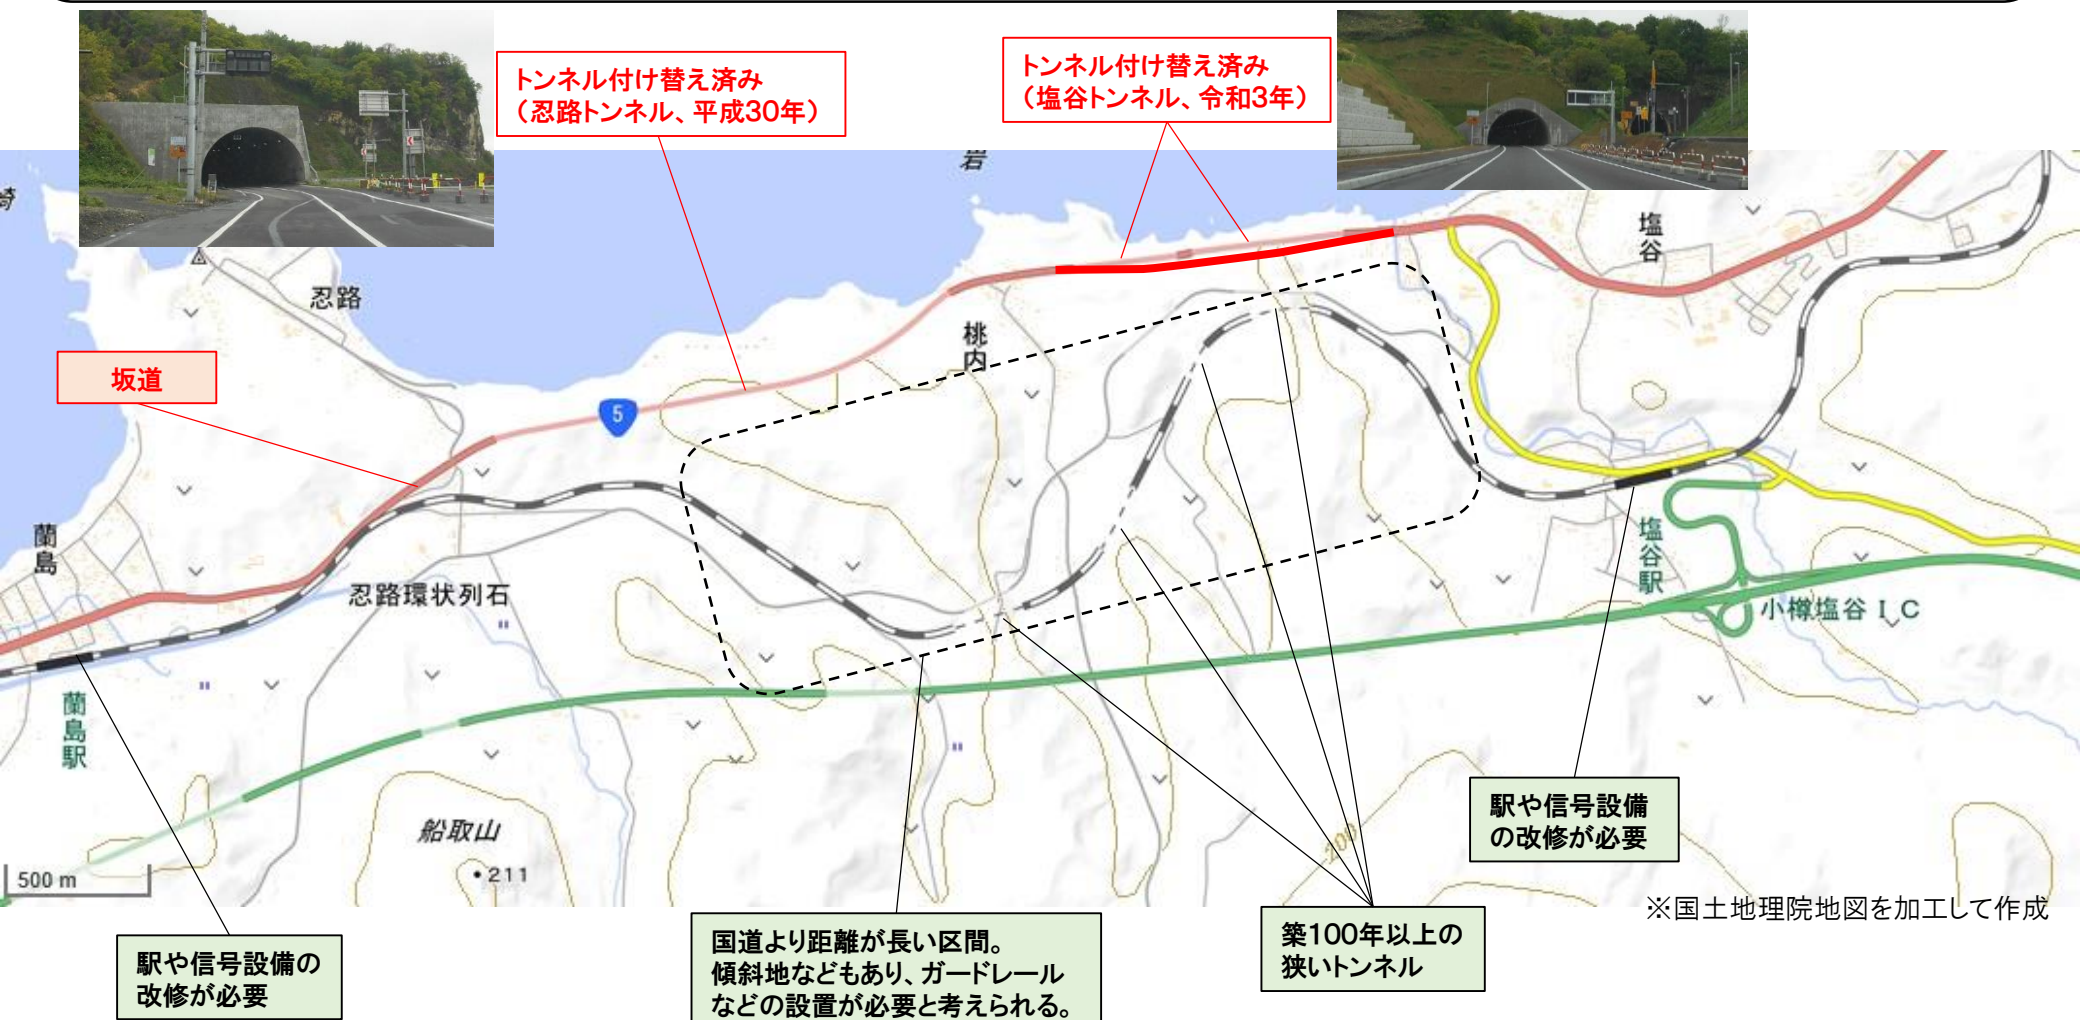 トンネル付け替え済み
（忍路トンネル、平成30年）
トンネル付け替え済み
（塩谷トンネル、令和3年）
岩
崎
塩谷
忍路
桃内
坂道
5
蘭島
忍路環状列石
塩谷駅
小樽塩谷ＩＣ
蘭島駅
船取山
211
200
500 m
駅や信号設備
の改修が必要
※国土地理院地図を加工して作成
駅や信号設備の
改修が必要
国道より距離が長い区間。
傾斜地などもあり、ガードレール
などの設置が必要と考えられる。
築100年以上の
狭いトンネル